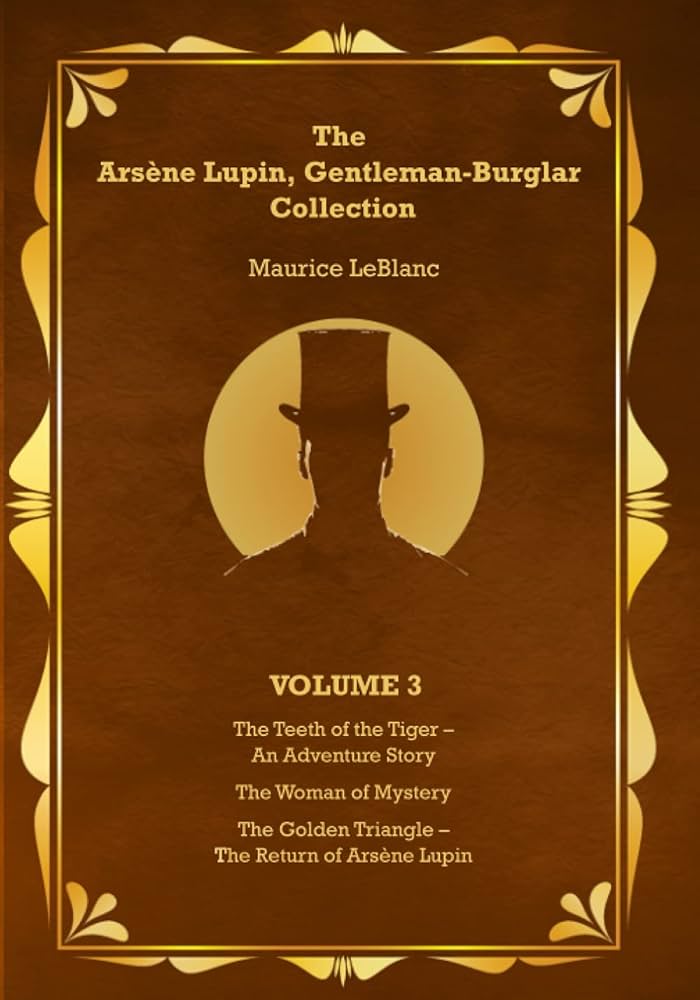 The
Arsène Lupin, Gentleman-Burglar
Collection
Maurice LeBlanc
VOLUME 3
The Teeth of the Tiger –
An Adventure Story
The Woman of Mystery
The Golden Triangle –
The Return of Arsène Lupin